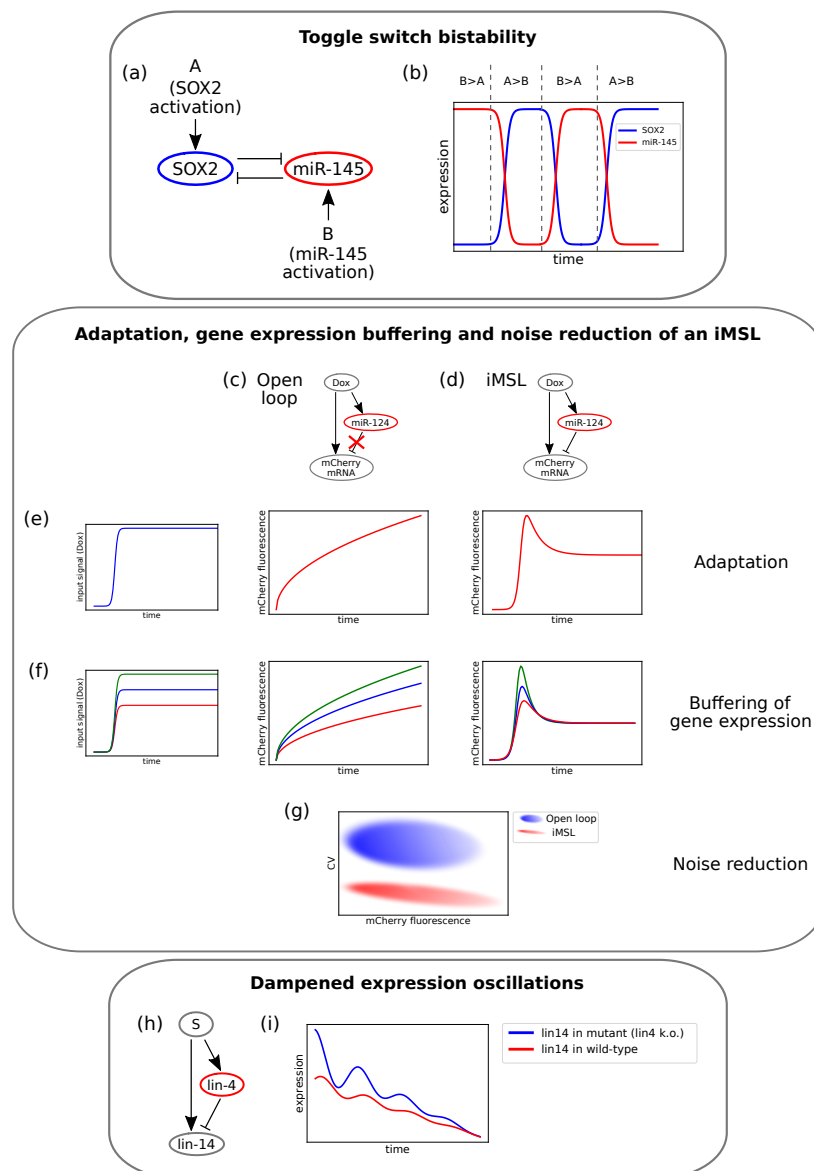 Toggle switch bistability
(a)
A
(SOX2
activation)
SOX2
miR-145
B
(miR-145
activation)
(b)
B>A
A>B
B>A
A>B
SOX2
miR-145
expression
time
Adaptation, gene expression buffering and noise reduction of an iMSL
(c)
Open
loop
Dox
miR-124
mCherry
mRNA
(d)
iMSL
Dox
miR-124
mCherry
mRNA
(e)
input signal (Dox)
time
mCherry fluorescence
time
mCherry fluorescence
time
Adaptation
(f)
input signal (Dox)
time
mCherry fluorescence
time
mCherry fluorescence
time
Buffering of
gene expression
(g)
CV
mCherry fluorescence
Open loop
iMSL
Noise reduction
Dampened expression oscillations
(h)
S
lin-4
lin-14
(i)
expression
time
lin14 in mutant (lin4 k.o.)
lin14 in wild-type